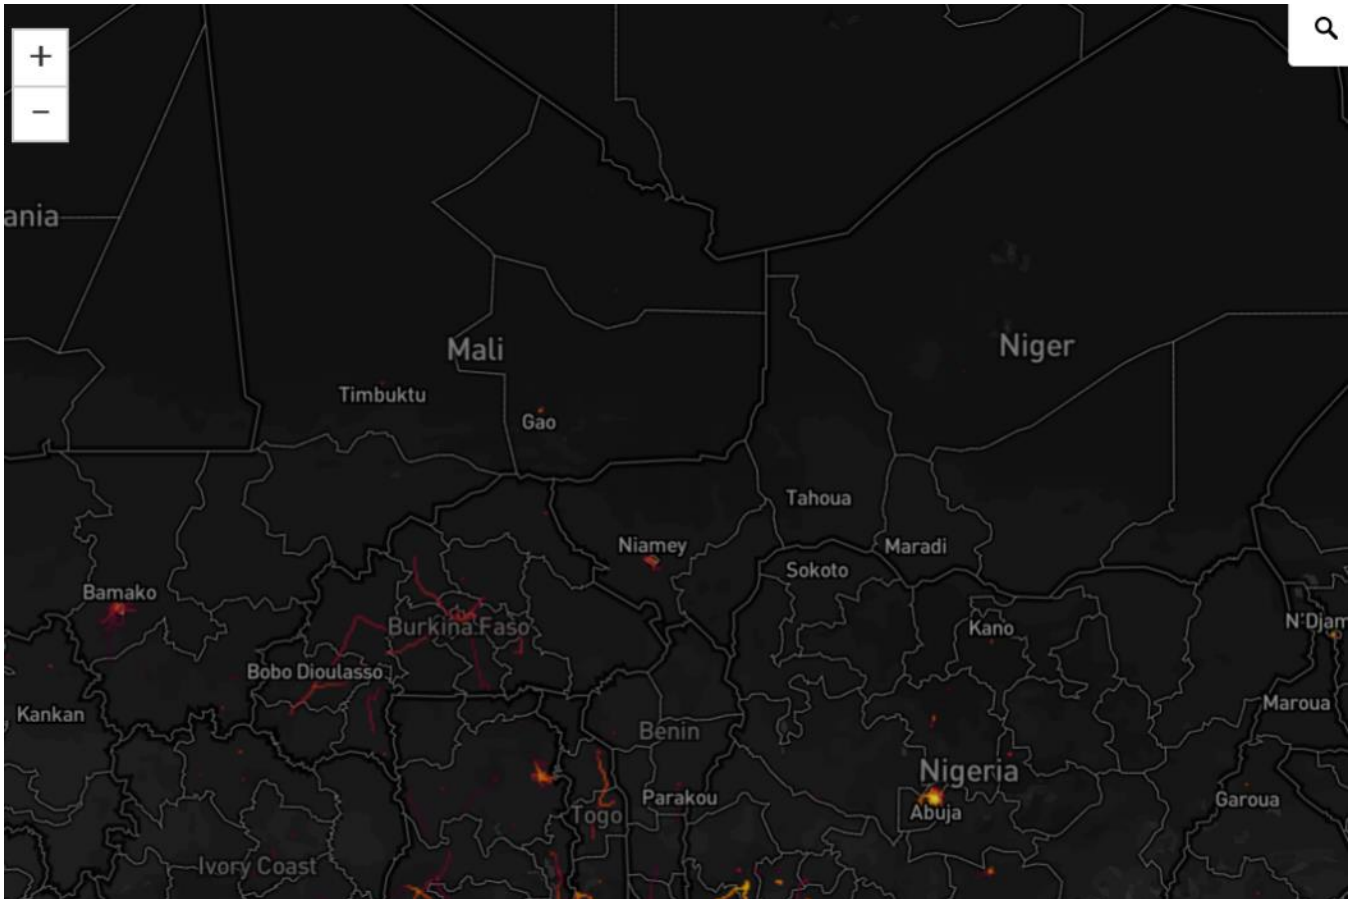 +
−
ania
Mali
Niger
Timbuktu
Gao
Tahoua
Niamey
Maradi
Sokoto
Bamako
N'Djam
Burkina Faso
Kano
Bobo Dioulasso
Maroua
Kankan
Benin
Nigeria
Parakou
Garoua
Togo
Abuja
Ivory Coast